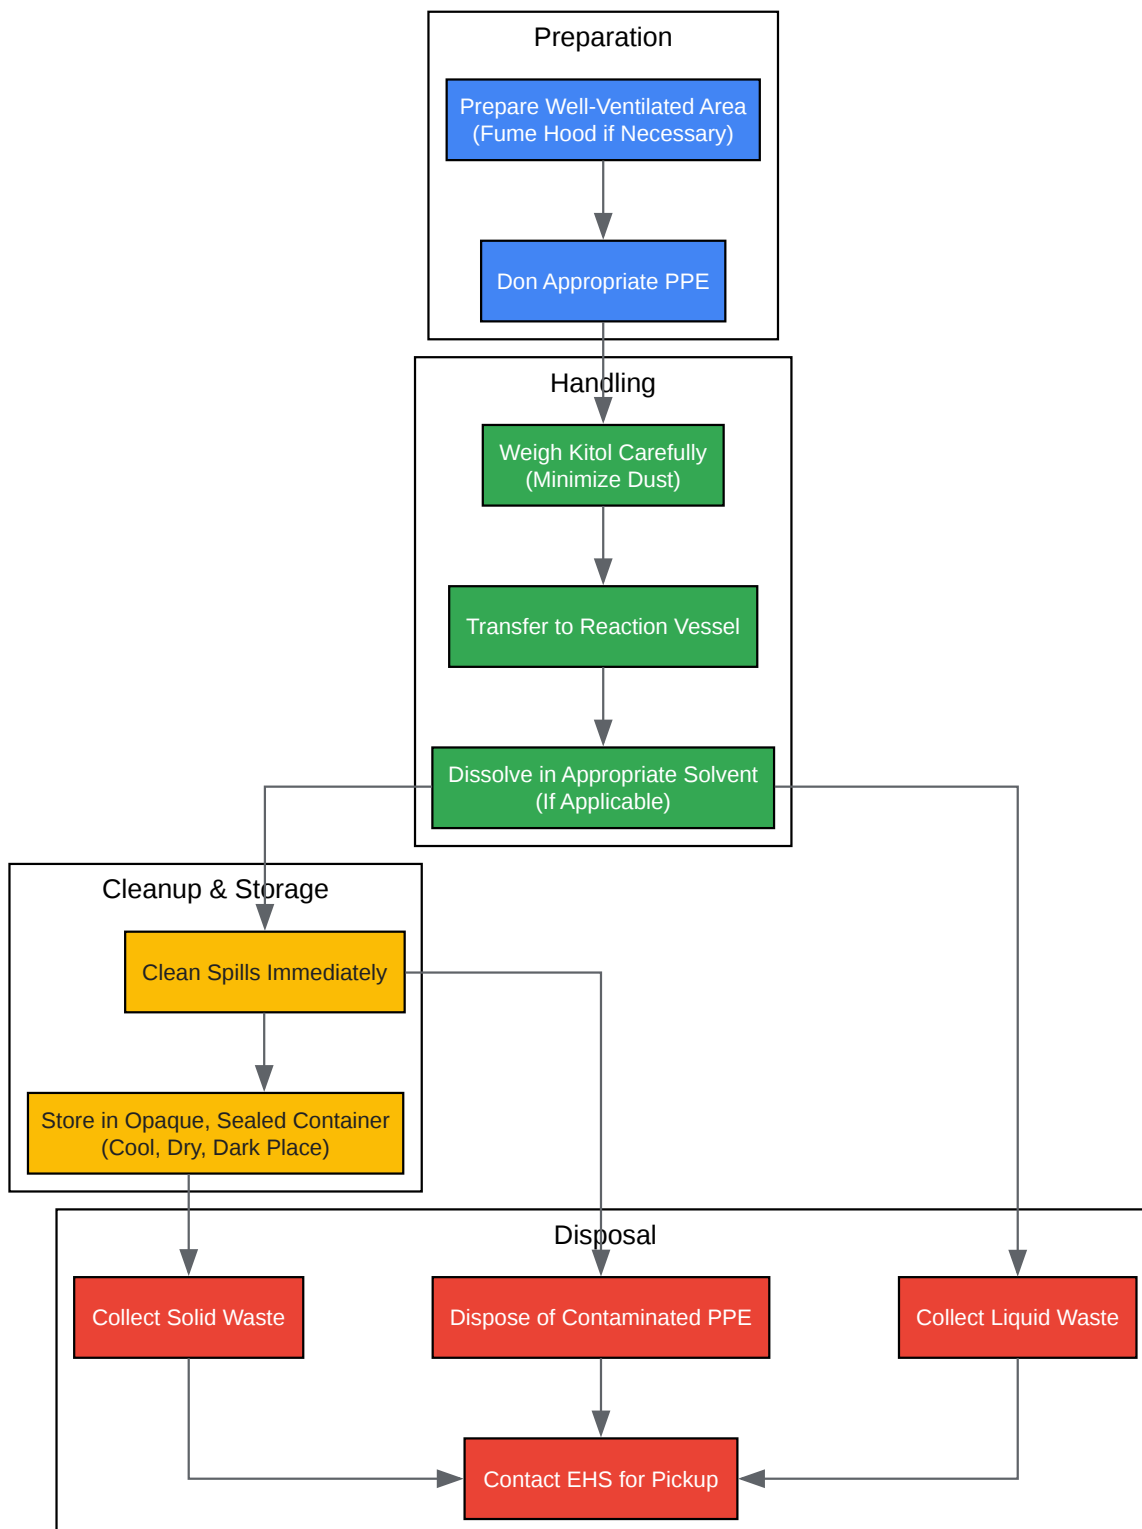 Preparation
Prepare Well-Ventilated Area
(Fume Hood if Necessary)
Don Appropriate PPE
Handling
Weigh Kitol Carefully
(Minimize Dust)
Transfer to Reaction Vessel
Dissolve in Appropriate Solvent
(If Applicable)
Cleanup & Storage
Clean Spills Immediately
Store in Opaque, Sealed Container
(Cool, Dry, Dark Place)
Disposal
Collect Solid Waste
Dispose of Contaminated PPE
Collect Liquid Waste
Contact EHS for Pickup